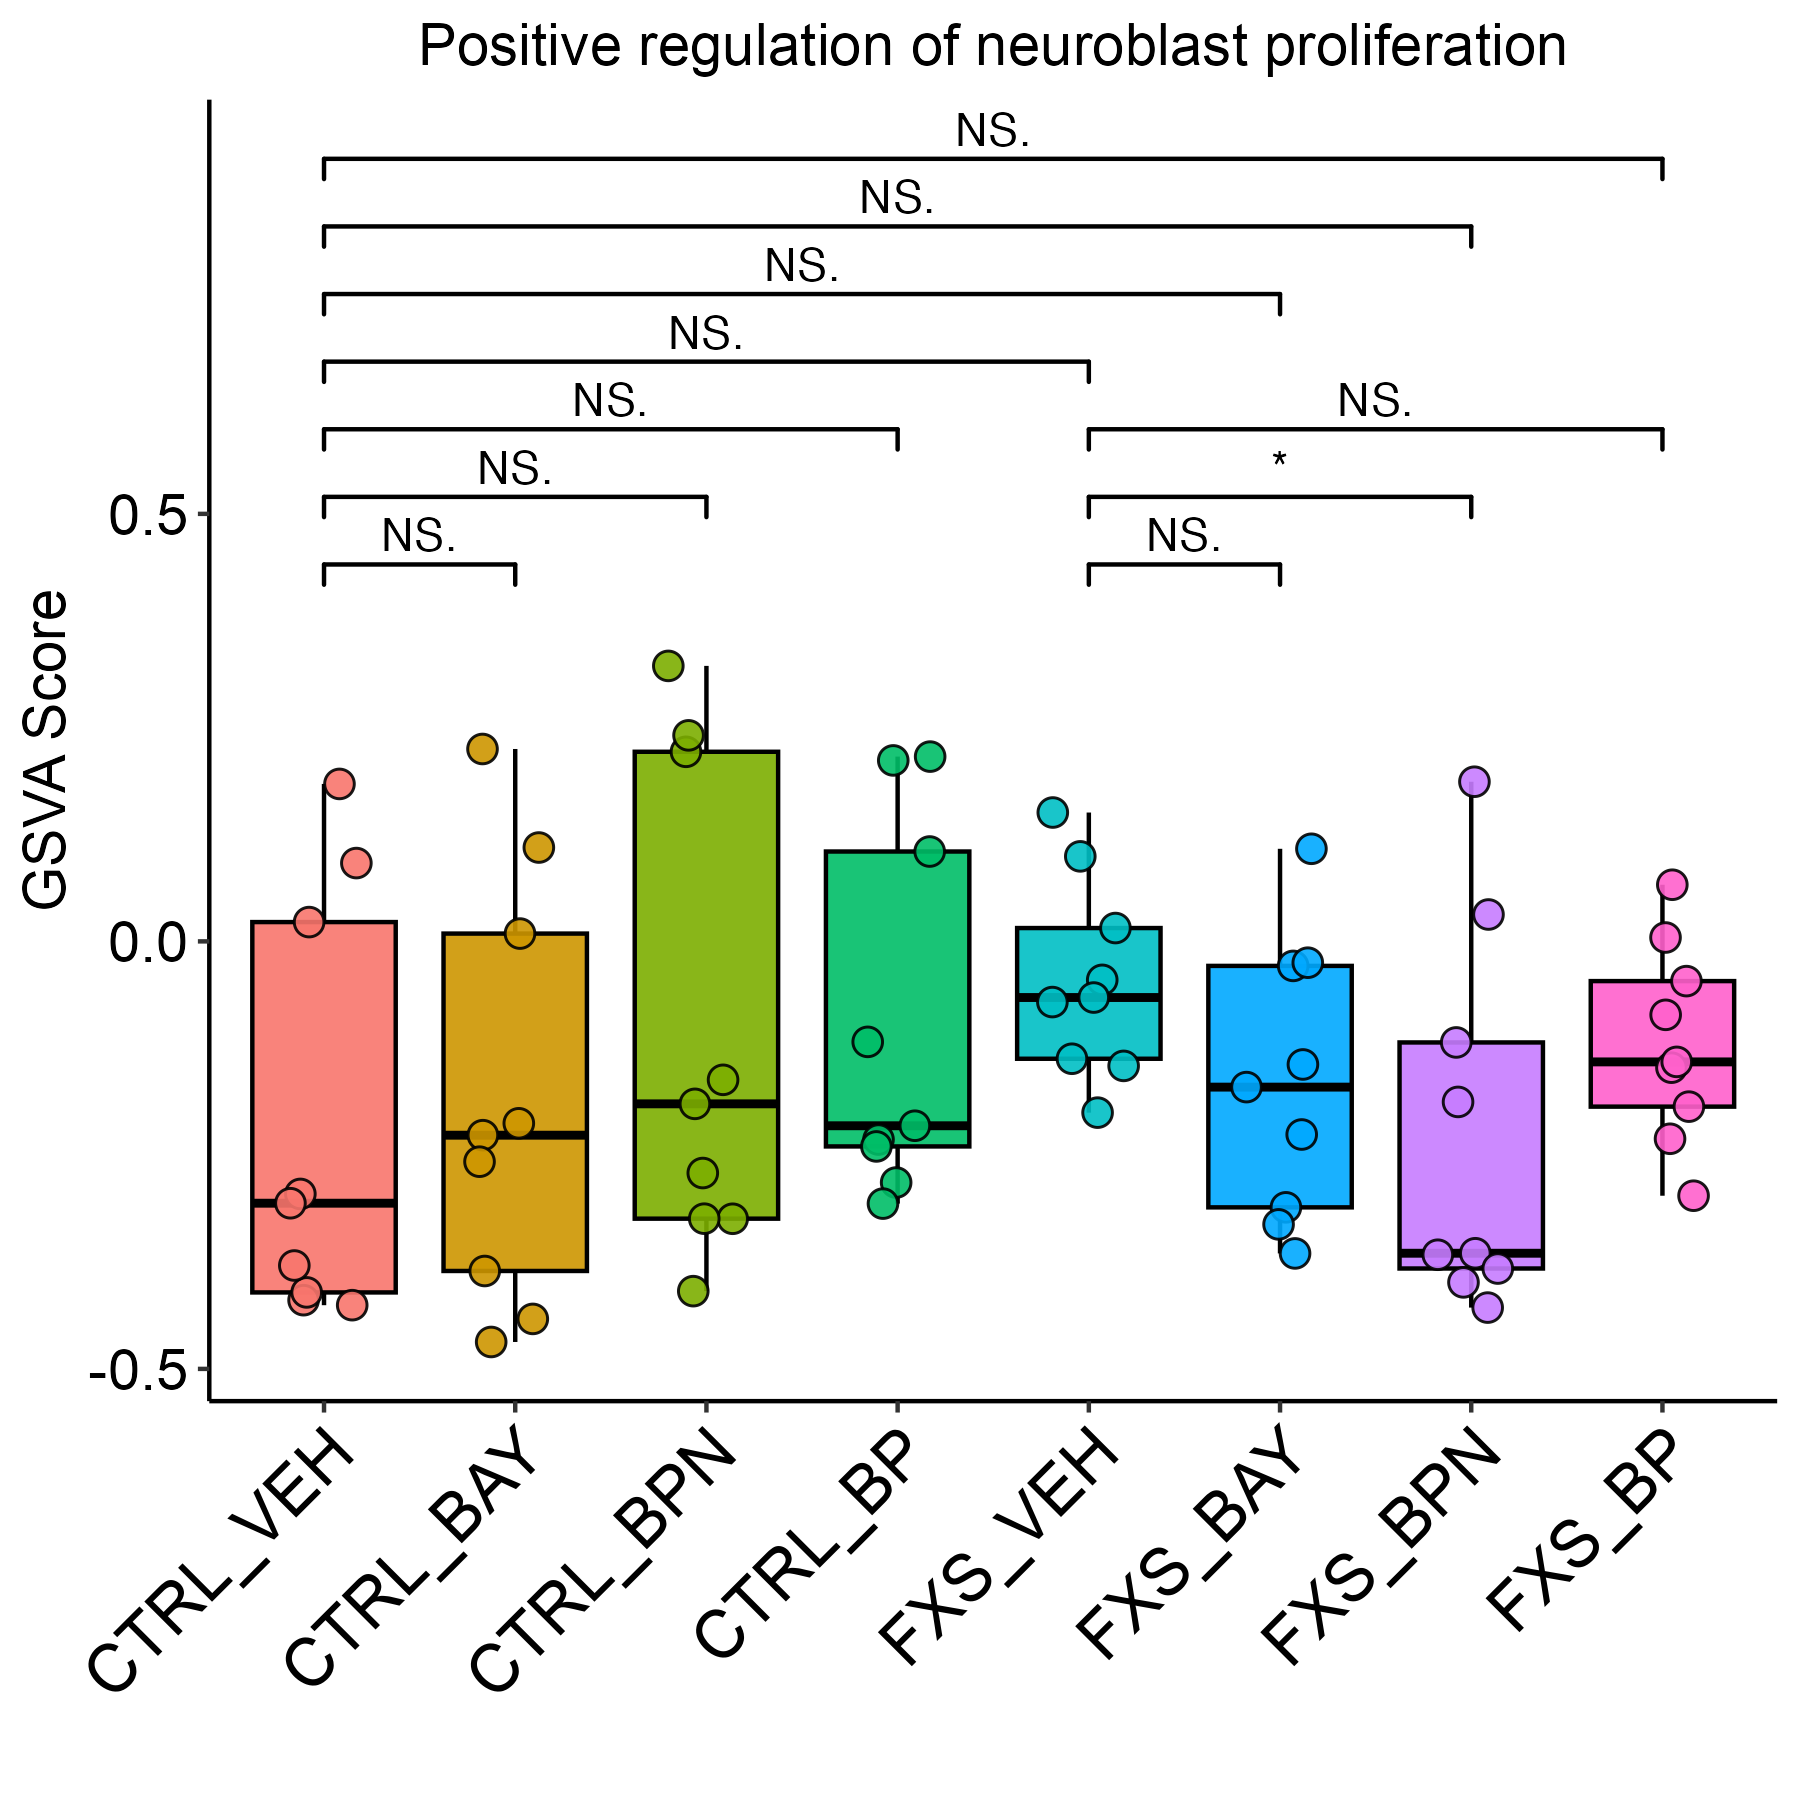 Positive regulation of neuroblast proliferation
NS.
NS.
NS.
NS.
NS.
NS.
NS.
*
NS.
NS.
GSVA Score
0.5
0.0
-0.5
CTRL_VEH
CTRL_BAY
CTRL_BPN
CTRL_BP
FXS_VEH
FXS_BAY
FXS_BPN
FXS_BP